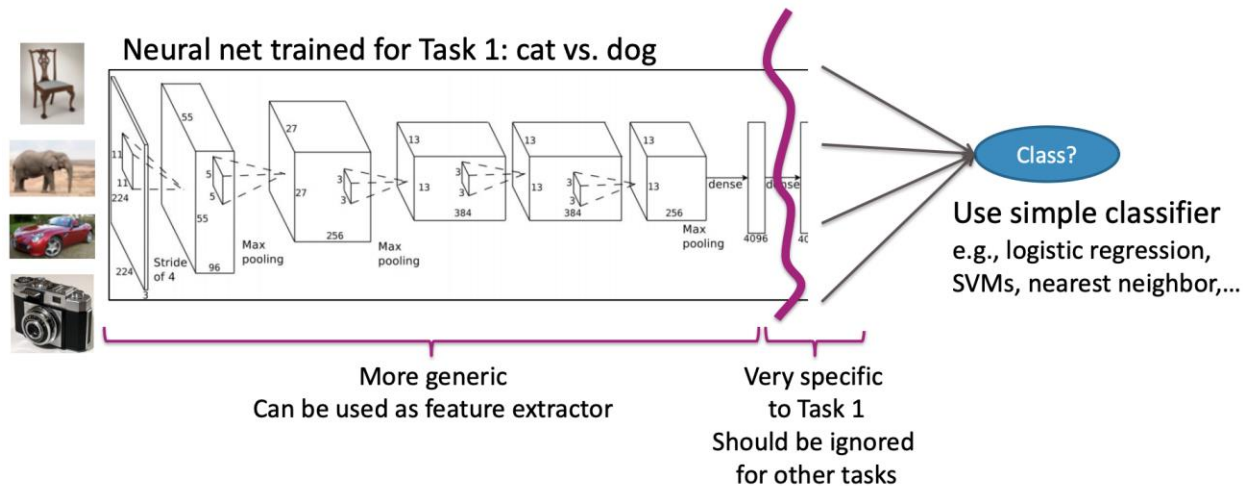 Neural net trained for Task 1: cat vs. dog
11
11
224
224
3
Stride
of 4
55
55
5
5
96
Max
pooling
27
27
3
3
256
Max
pooling
13
13
3
3
384
13
13
3
3
384
13
13
256
Max
pooling
dense
4096
dense
Class?
Use simple classifier
e.g., logistic regression,
SVMs, nearest neighbor,...
More generic
Can be used as feature extractor
Very specific
to Task 1
Should be ignored
for other tasks